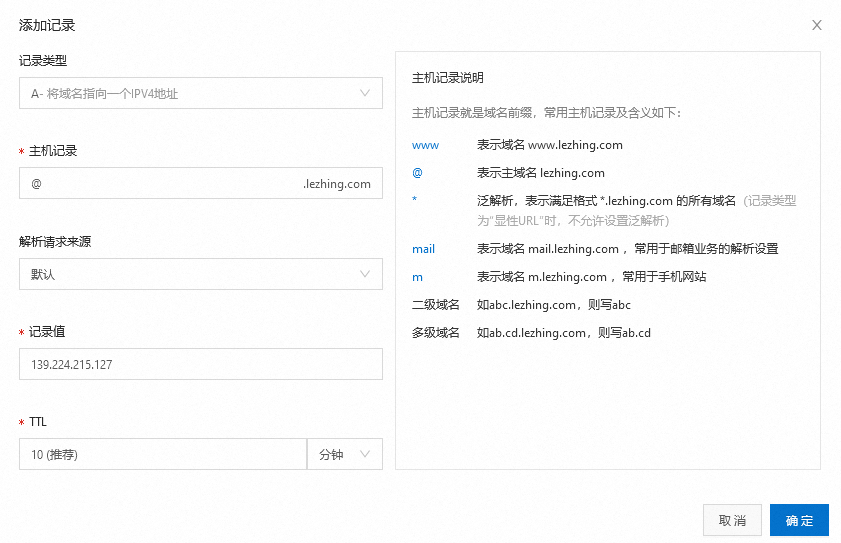 添加记录
记录类型
A- 将域名指向一个IPV4地址
* 主机记录
@ .lezhing.com
解析请求来源
默认
* 记录值
139.224.215.127
* TTL
10 (推荐) 分钟
主机记录说明
主机记录就是域名前缀，常用主机记录及含义如下：
www 表示域名 www.lezhing.com
@ 表示主域名 lezhing.com
* 泛解析，表示满足格式 *.lezhing.com 的所有域名（记录类型
为“显性URL”时，不允许设置泛解析）
mail 表示域名 mail.lezhing.com ，常用于邮箱业务的解析设置
m 表示域名 m.lezhing.com ，常用于手机网站
二级域名 如abc.lezhing.com，则写abc
多级域名 如ab.cd.lezhing.com，则写ab.cd
取消 确定